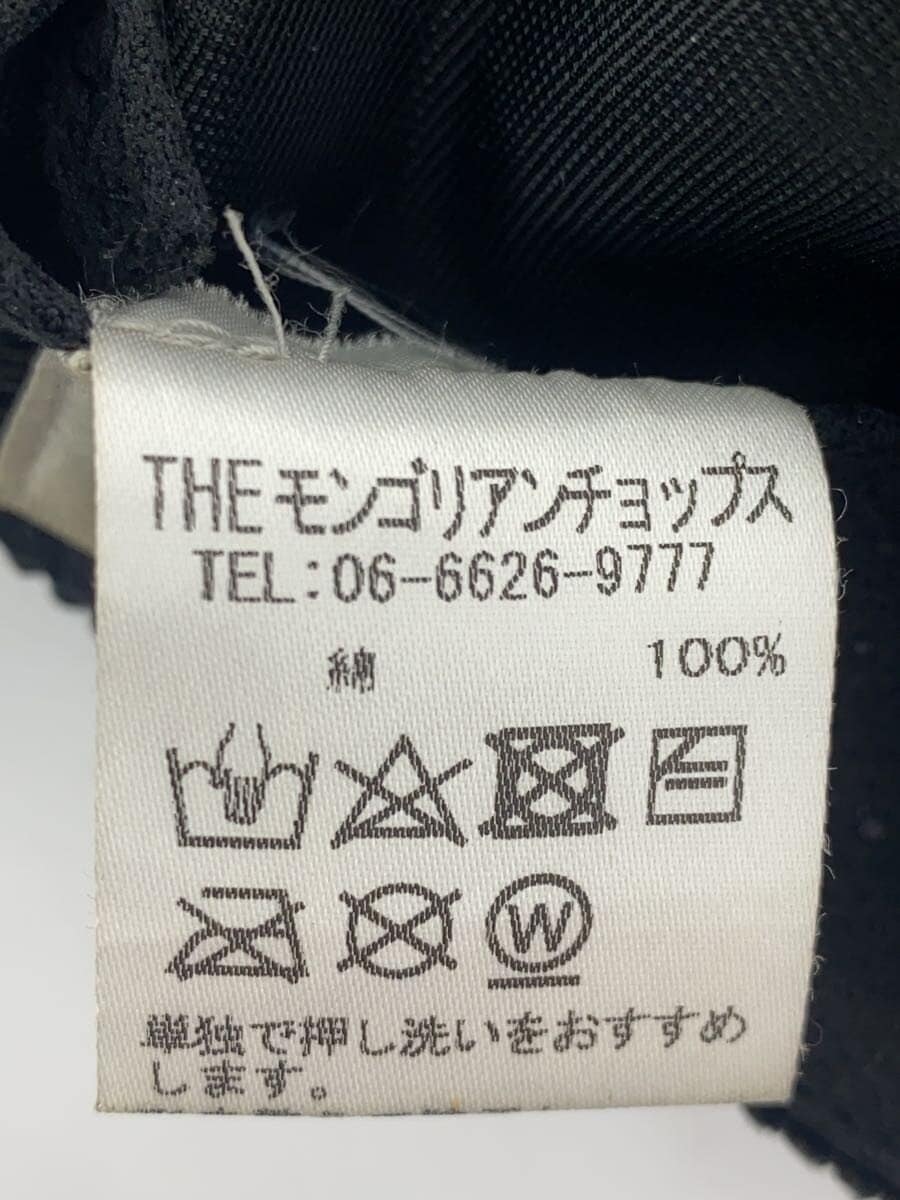 THEモンゴリアンチョップス
TEL:06-6626-9777
綿 100%
W
単独で押し洗いをおすすめ
します。